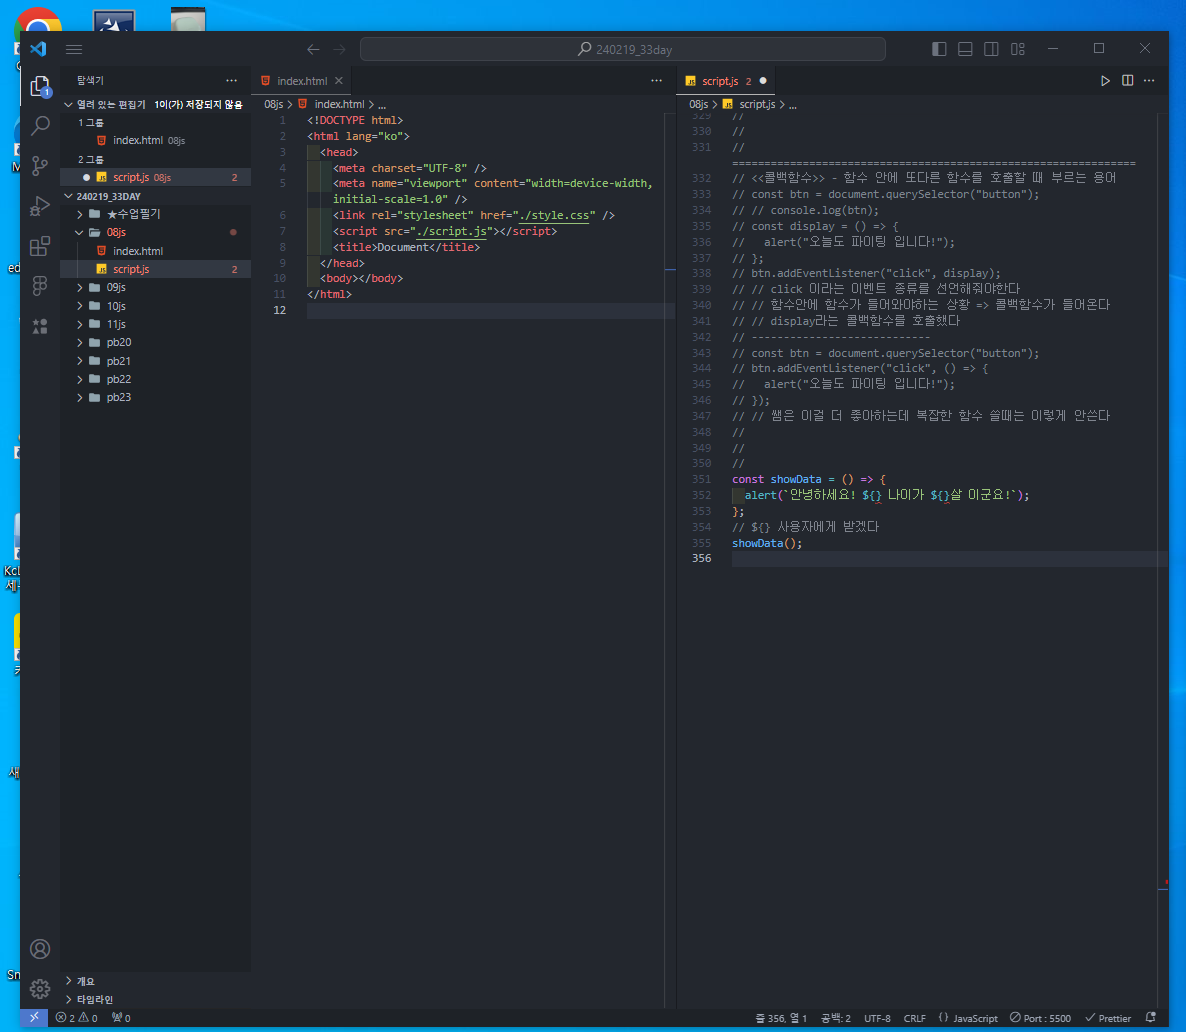 240219_33day
탐색기
열려 있는 편집기 1이(가) 저장되지 않음
1 그룹
index.html 08js
2 그룹
script.js 08js 2
240219_33DAY
★수업필기
08js
index.html
script.js 2
09js
10js
11js
pb20
pb21
pb22
pb23
개요
타임라인
index.html
08js > index.html > ...
1 <!DOCTYPE html>
2 <html lang="ko">
3 <head>
4 <meta charset="UTF-8" />
5 <meta name="viewport" content="width=device-width,
initial-scale=1.0" />
6 <link rel="stylesheet" href="./style.css" />
7 <script src="./script.js"></script>
8 <title>Document</title>
9 </head>
10 <body></body>
11 </html>
12
script.js 2
08js > script.js > ...
329 //
330 //
331 //
===============================================================
332 // <<콜백함수>> - 함수 안에 또다른 함수를 호출할 때 부르는 용어
333 // const btn = document.querySelector("button");
334 // // console.log(btn);
335 // const display = () => {
336 //   alert("오늘도 파이팅 입니다!");
337 // };
338 // btn.addEventListener("click", display);
339 // // click 이라는 이벤트 종류를 선언해줘야한다
340 // // 함수안에 함수가 들어와야하는 상황 => 콜백함수가 들어온다
341 // // display라는 콜백함수를 호출했다
342 // ----------------------------
343 // const btn = document.querySelector("button");
344 // btn.addEventListener("click", () => {
345 //   alert("오늘도 파이팅 입니다!");
346 // });
347 // // 쌤은 이걸 더 좋아하는데 복잡한 함수 쓸때는 이렇게 안쓴다
348 //
349 //
350 //
351 const showData = () => {
352   alert(`안녕하세요! ${} 나이가 ${}살 이군요!`);
353 };
354 // ${} 사용자에게 받겠다
355 showData();
356
2 0 0
줄 356, 열 1 공백: 2 UTF-8 CRLF {} JavaScript Port : 5500 Prettier